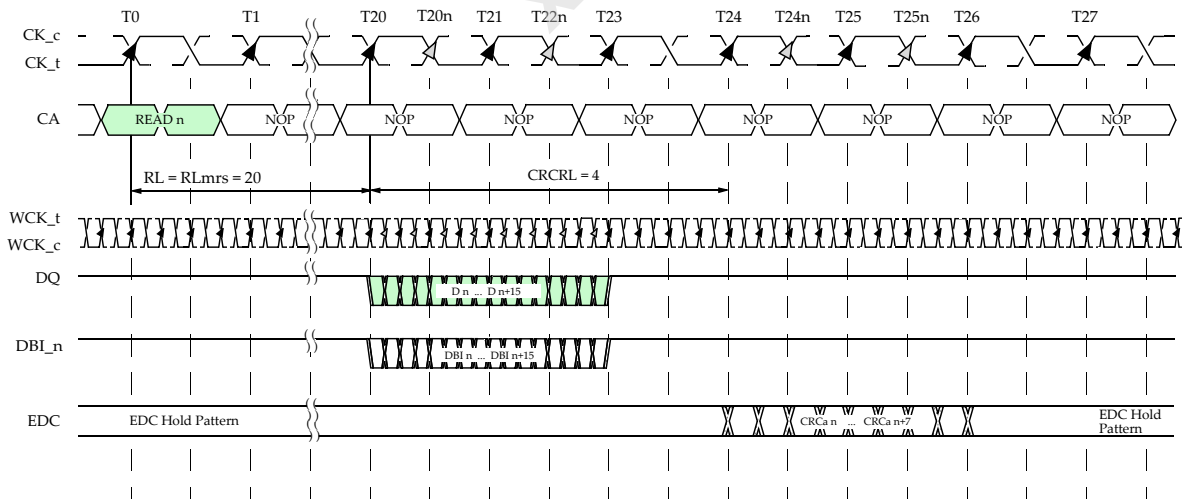 T0 T1 T20 T20n T21 T22n T23 T24 T24n T25 T25n T26 T27
CK_c
CK_t
CA READ n NOP NOP NOP NOP NOP NOP NOP NOP
RL = RLmrs = 20 CRCRL = 4
WCK_t
WCK_c
DQ
D n ... D n+15
DBI_n
DBI n ... DBI n+15
EDC EDC Hold Pattern CRCa n ... CRCa n+7 EDC Hold
Pattern